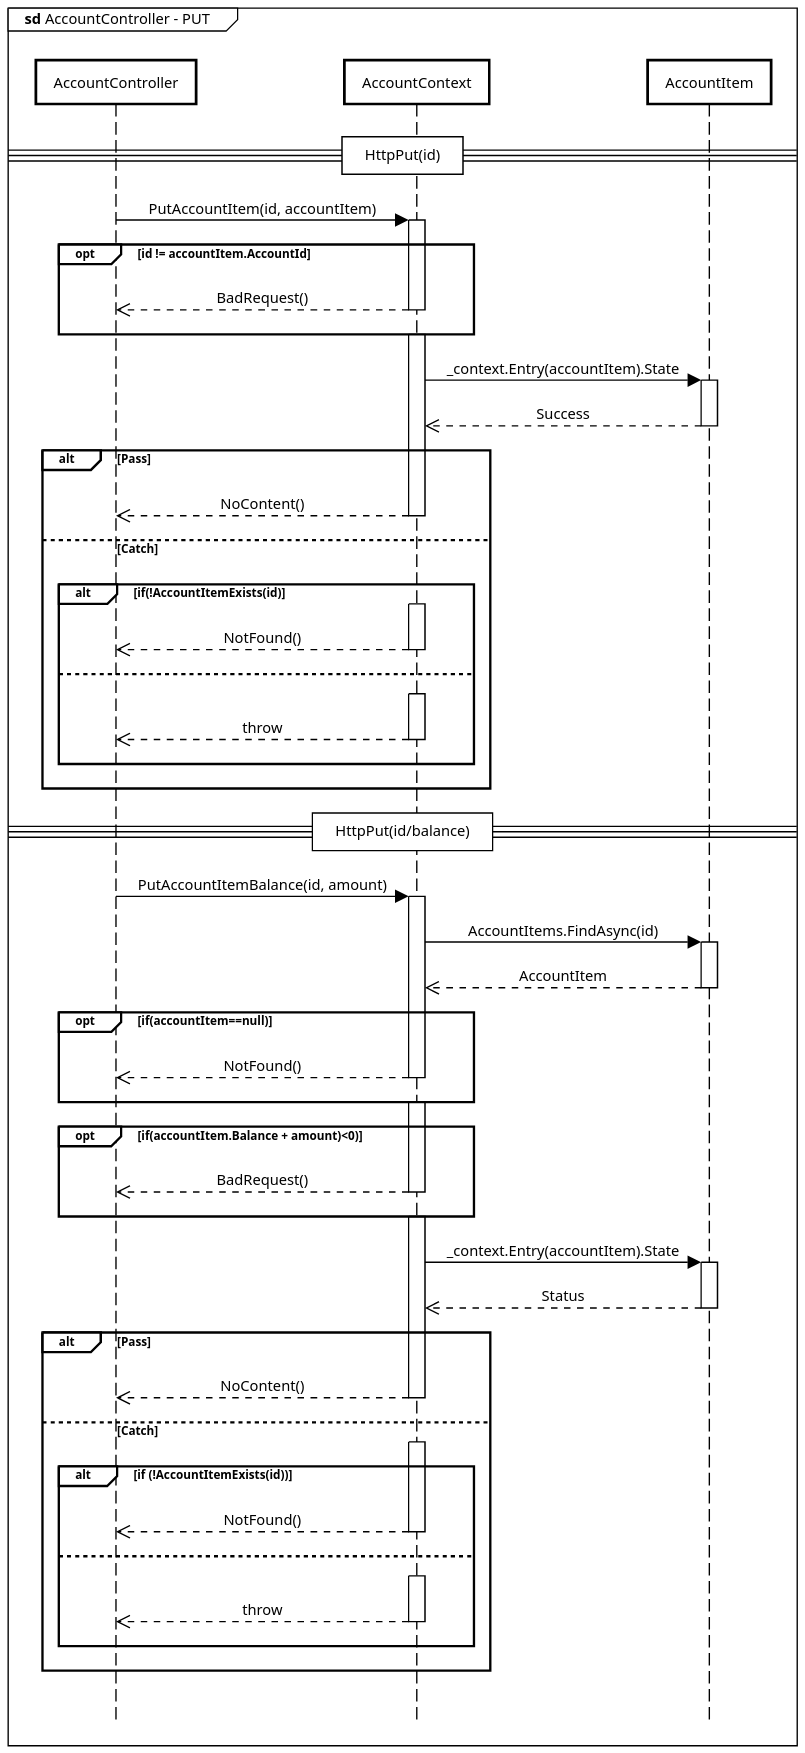 sd AccountController - PUT
AccountController
AccountContext
AccountItem
HttpPut(id)
PutAccountItem(id, accountItem)
opt [id != accountItem.AccountId]
BadRequest()
_context.Entry(accountItem).State
Success
alt [Pass]
NoContent()
[Catch]
alt [if(!AccountItemExists(id)]
NotFound()
throw
HttpPut(id/balance)
PutAccountItemBalance(id, amount)
AccountItems.FindAsync(id)
AccountItem
opt [if(accountItem==null)]
NotFound()
opt [if(accountItem.Balance + amount)<0)]
BadRequest()
_context.Entry(accountItem).State
Status
alt [Pass]
NoContent()
[Catch]
alt [if (!AccountItemExists(id))]
NotFound()
throw